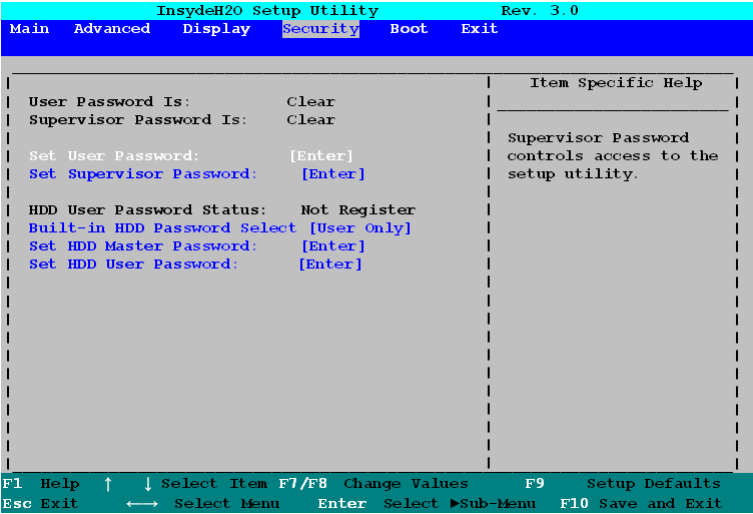 InsydeH2O Setup Utility Rev. 3.0
Main Advanced Display Security Boot Exit
Item Specific Help
User Password Is: Clear
Supervisor Password Is: Clear
Supervisor Password
controls access to the
setup utility.
Set User Password: [Enter]
Set Supervisor Password: [Enter]
HDD User Password Status: Not Register
Built-in HDD Password Select [User Only]
Set HDD Master Password: [Enter]
Set HDD User Password: [Enter]
F1 Help ↑ ↓ Select Item F7/F8 Change Values F9 Setup Defaults
Esc Exit ←→ Select Menu Enter Select ►Sub-Menu F10 Save and Exit